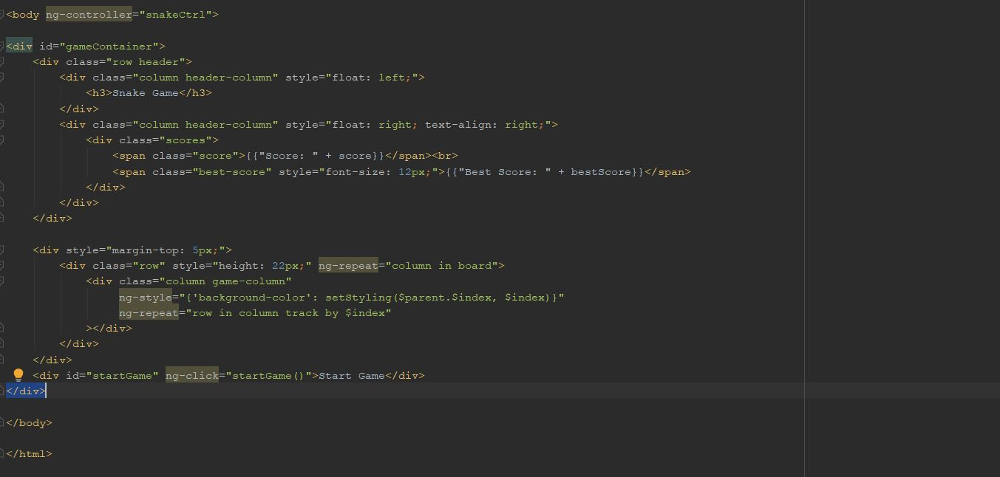 <body ng-controller="snakeCtrl">
<div id="gameContainer">
<div class="row header">
<div class="column header-column" style="float: left;">
<h3>Snake Game</h3>
</div>
<div class="column header-column" style="float: right; text-align: right;">
<div class="scores">
<span class="score">{{"Score: " + score}}</span><br>
<span class="best-score" style="font-size: 12px;">{{"Best Score: " + bestScore}}</span>
</div>
</div>
</div>
<div style="margin-top: 5px;">
<div class="row" style="height: 22px;" ng-repeat="column in board">
<div class="column game-column"
ng-style="{'background-color': setStyling($parent.$index, $index)}"
ng-repeat="row in column track by $index"
></div>
</div>
</div>
<div id="startGame" ng-click="startGame()">Start Game</div>
</div>
</body>
</html>